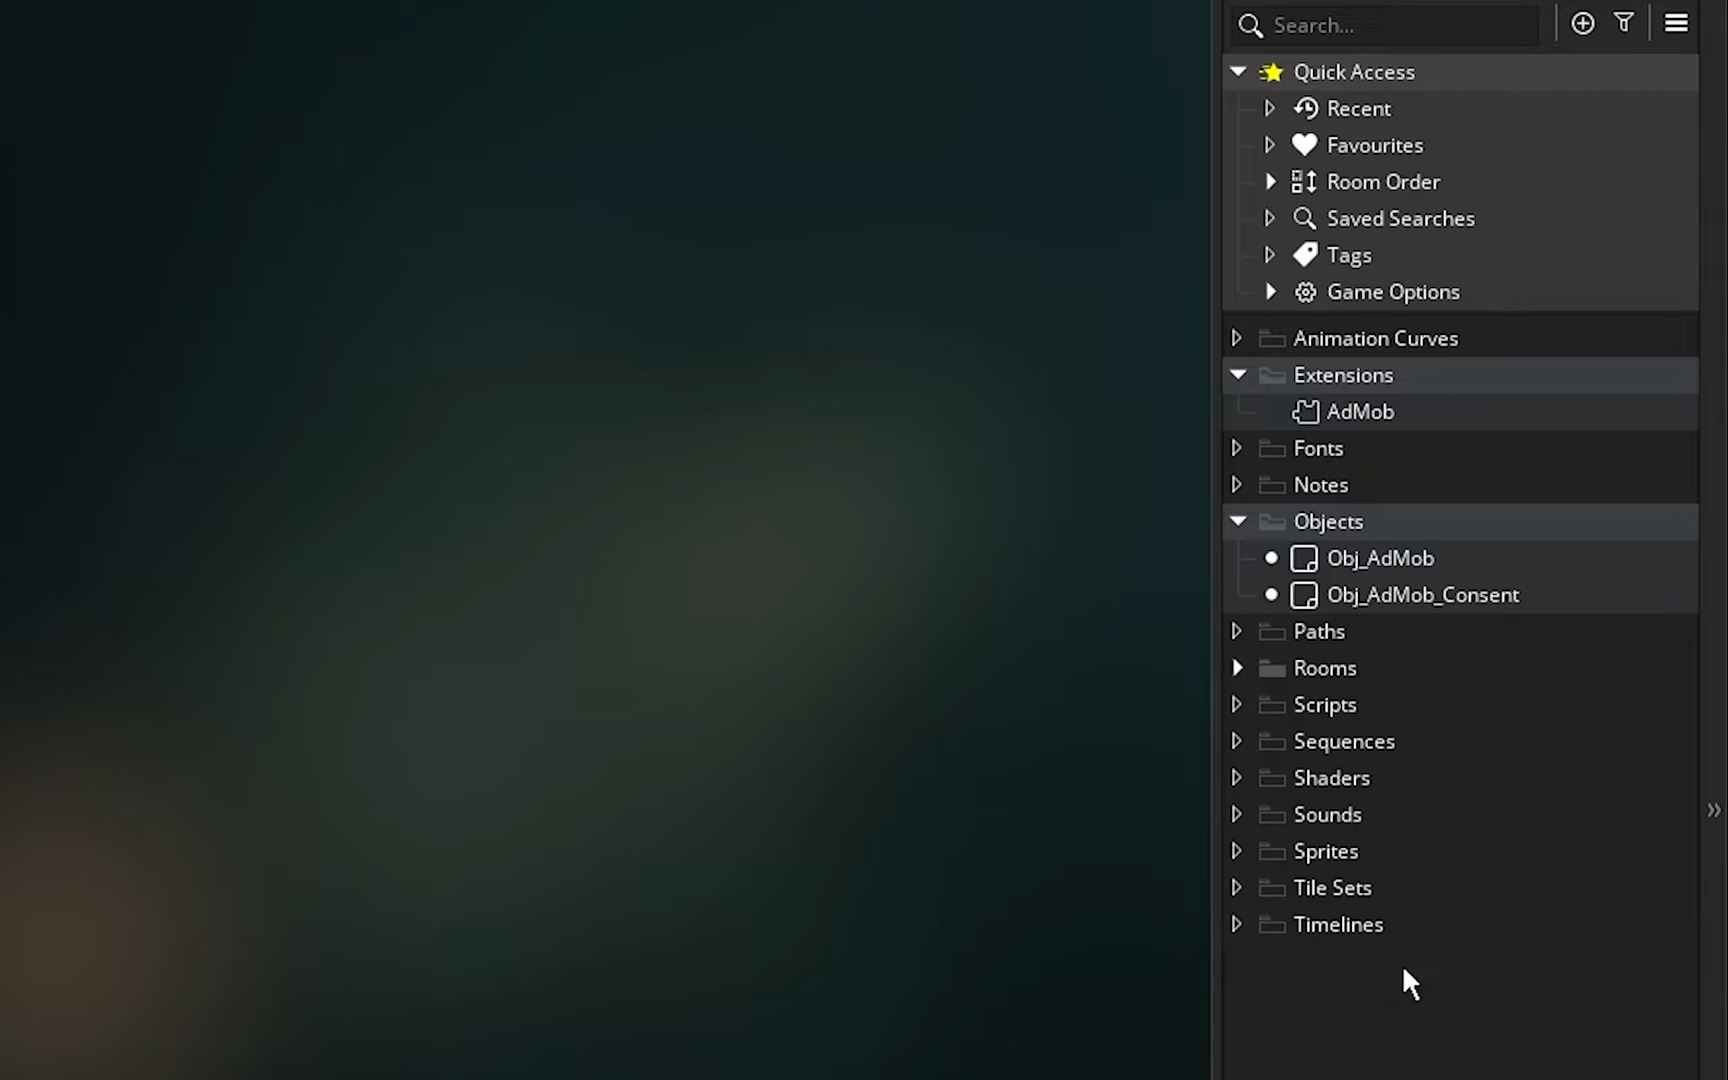 Search...
Quick Access
Recent
Favourites
Room Order
Saved Searches
Tags
Game Options
Animation Curves
Extensions
AdMob
Fonts
Notes
Objects
Obj_AdMob
Obj_AdMob_Consent
Paths
Rooms
Scripts
Sequences
Shaders
Sounds
Sprites
Tile Sets
Timelines